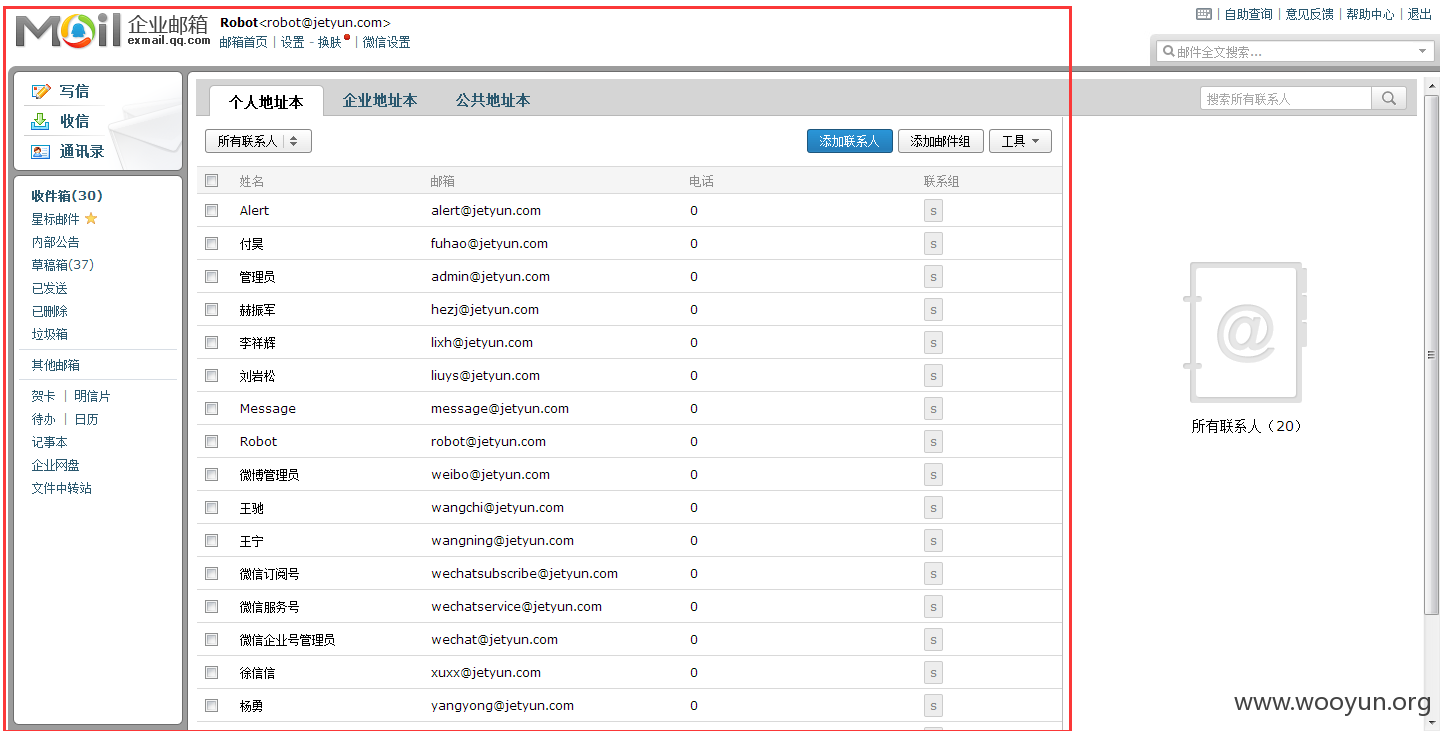 Mail 企业邮箱 exmail.qq.com
Robot<robot@jetyun.com>
邮箱首页 | 设置 - 换肤 | 微信设置
自助查询 | 意见反馈 | 帮助中心 | 退出
邮件全文搜索...
写信
收信
通讯录
收件箱(30)
星标邮件
内部公告
草稿箱(37)
已发送
已删除
垃圾箱
其他邮箱
贺卡 | 明信片
待办 | 日历
记事本
企业网盘
文件中转站
个人地址本 企业地址本 公共地址本
搜索所有联系人
所有联系人 添加联系人 添加邮件组 工具
姓名 邮箱 电话 联系组
Alert alert@jetyun.com 0 s
付昊 fuhao@jetyun.com 0 s
管理员 admin@jetyun.com 0 s
赫振军 hezj@jetyun.com 0 s
李祥辉 lixh@jetyun.com 0 s
刘岩松 liuys@jetyun.com 0 s
Message message@jetyun.com 0 s
Robot robot@jetyun.com 0 s
微博管理员 weibo@jetyun.com 0 s
王驰 wangchi@jetyun.com 0 s
王宁 wangning@jetyun.com 0 s
微信订阅号 wechatsubscribe@jetyun.com 0 s
微信服务号 wechatservice@jetyun.com 0 s
微信企业号管理员 wechat@jetyun.com 0 s
徐信信 xuxx@jetyun.com 0 s
杨勇 yangyong@jetyun.com 0 s
@
所有联系人（20）
www.wooyun.org